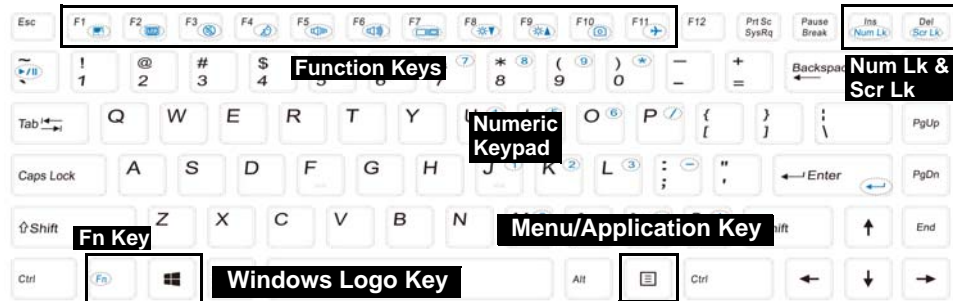 Esc F1 F2 F3 F4 F5 F6 F7 F8 F9 F10 F11 F12 Prt Sc SysRq Pause Break Ins (Num Lk) Del (Scr Lk)
~ ` ! 1 @ 2 # 3 $ 4 Function Keys 7 * 8 8 ( 9 9 ) 0 * — – + = Backspac Num Lk & Scr Lk
Tab Q W E R T Y U Numeric Keypad O 6 P / { [ } ] ¦ \ PgUp
Caps Lock A S D F G H J 1 K 2 L 3 : ; – " ' Enter PgDn
Shift Fn Key Z X C V B N Menu/Application Key ift End
Ctrl Fn Windows Logo Key Alt Ctrl